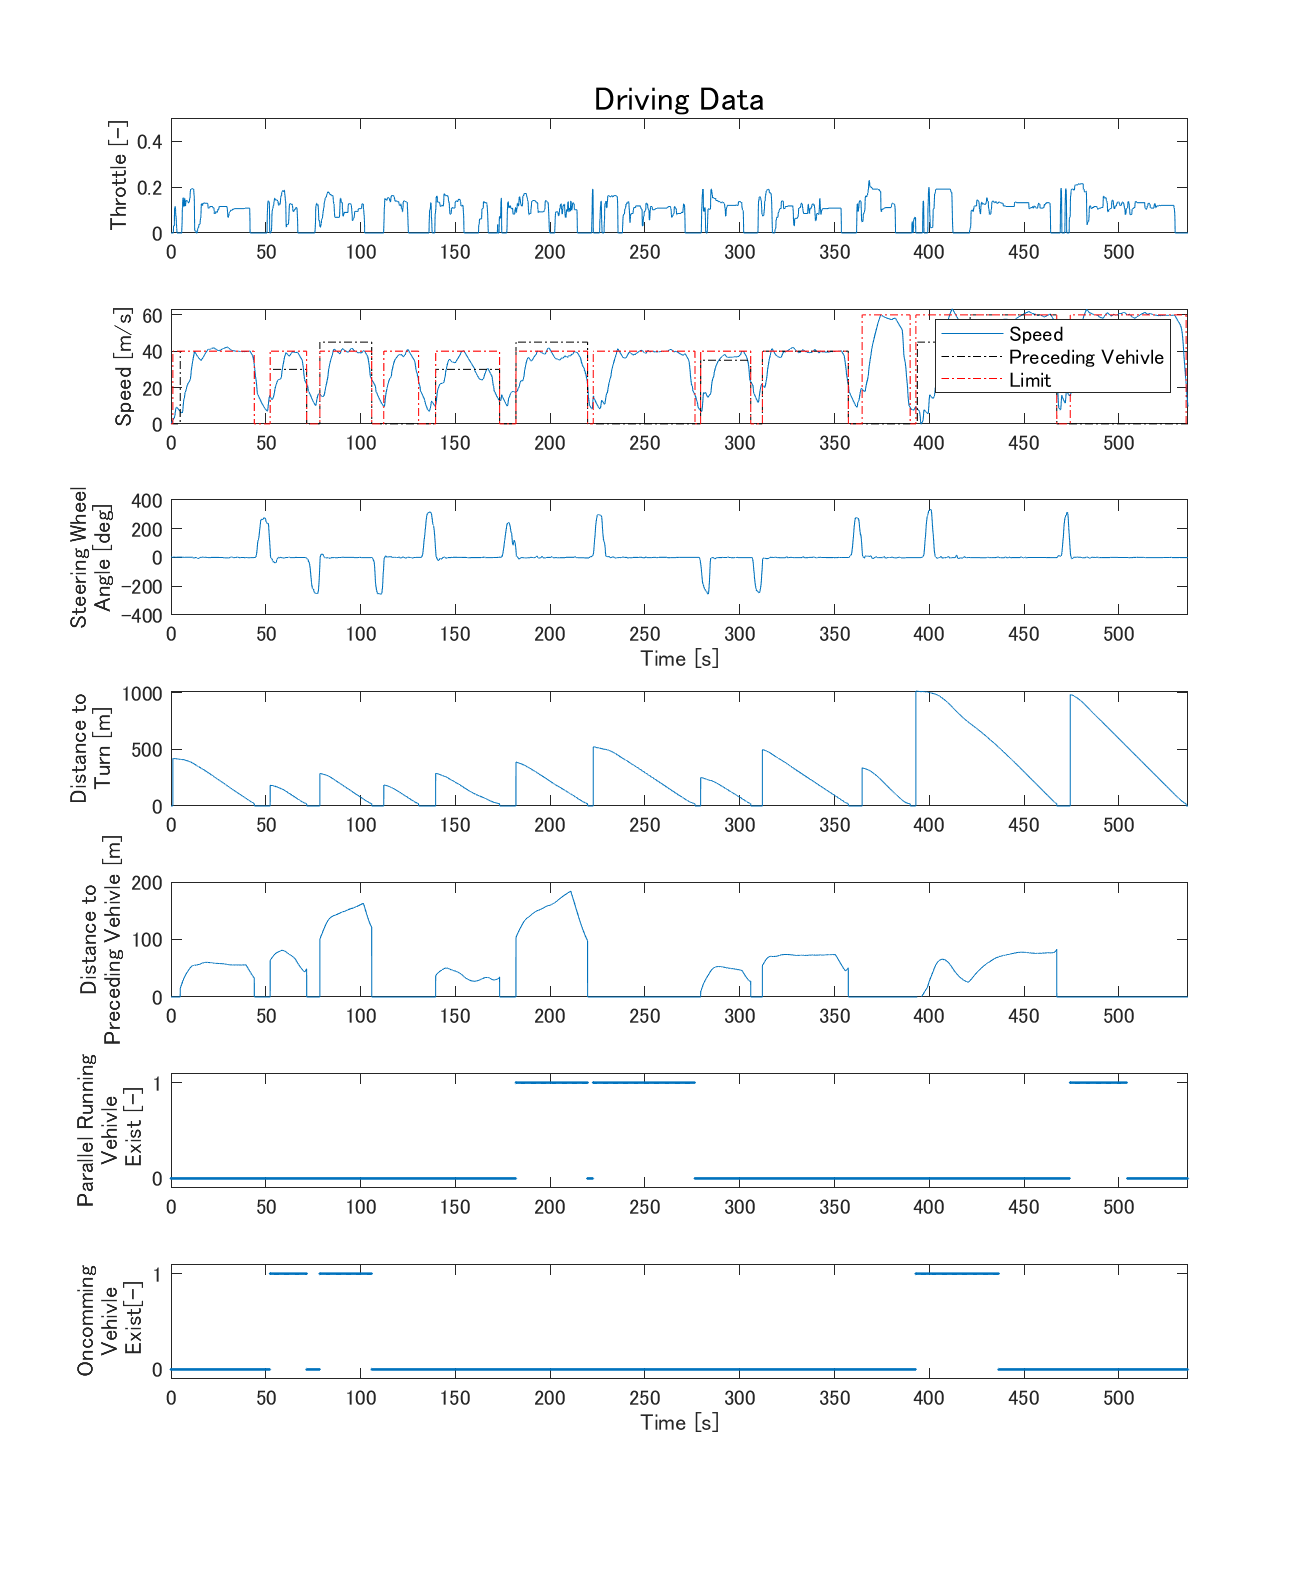 Driving Data
Throttle [-]
0.4
0.2
0
0 50 100 150 200 250 300 350 400 450 500
Speed [m/s]
60
40
20
0
Speed
Preceding Vehivle
Limit
0 50 100 150 200 250 300 350 400 450 500
Steering Wheel
Angle [deg]
400
200
0
-200
-400
0 50 100 150 200 250 300 350 400 450 500
Time [s]
Distance to
Turn [m]
1000
500
0
0 50 100 150 200 250 300 350 400 450 500
Distance to
Preceding Vehivle [m]
200
100
0
0 50 100 150 200 250 300 350 400 450 500
Parallel Running
Vehivle
Exist [-]
1
0
0 50 100 150 200 250 300 350 400 450 500
Oncomming
Vehivle
Exist[-]
1
0
0 50 100 150 200 250 300 350 400 450 500
Time [s]